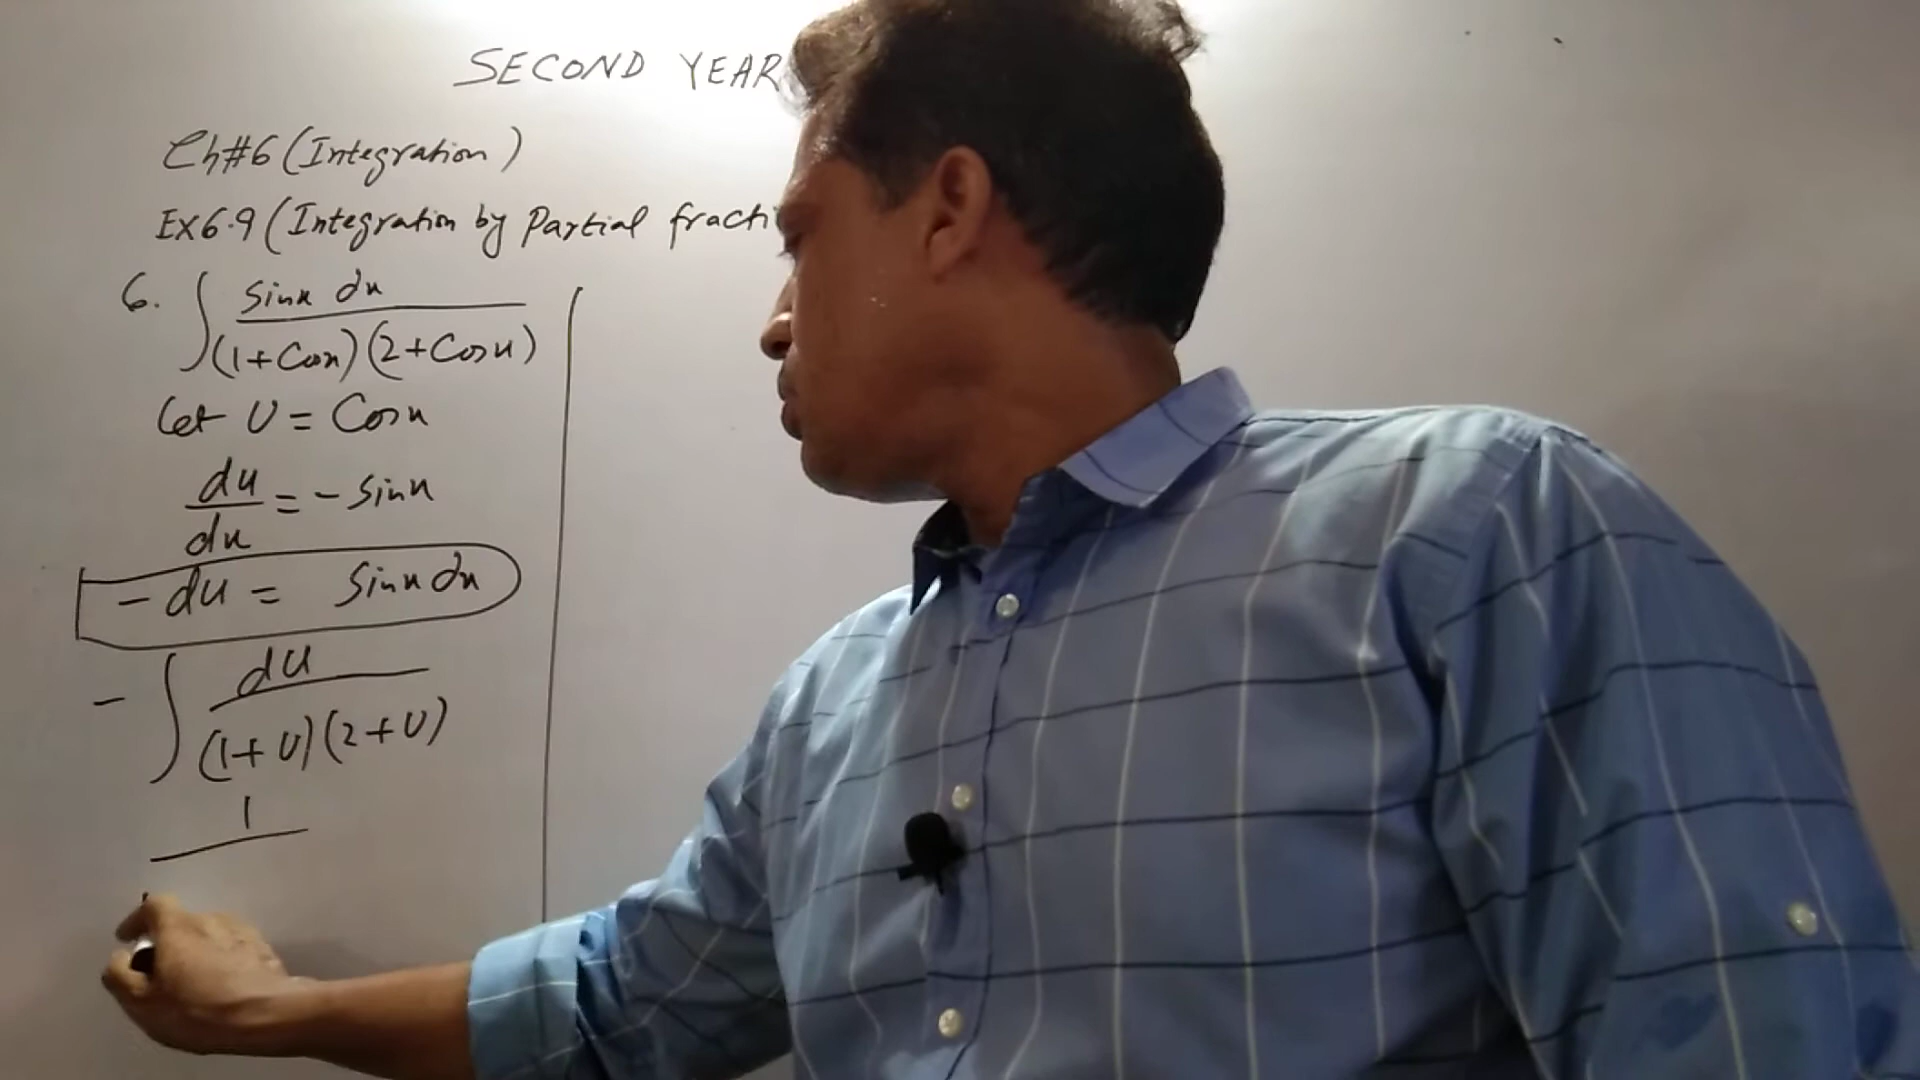 SECOND YEAR
Ch#6 (Integration)
Ex6.9 (Integration by Partial fracti
6. ∫ sinx dx
(1+Cosx)(2+Cosx)
Let U = Cosx
du
dx = - sinx
- du = sinx dx
- ∫ du
(1+U)(2+U)
1